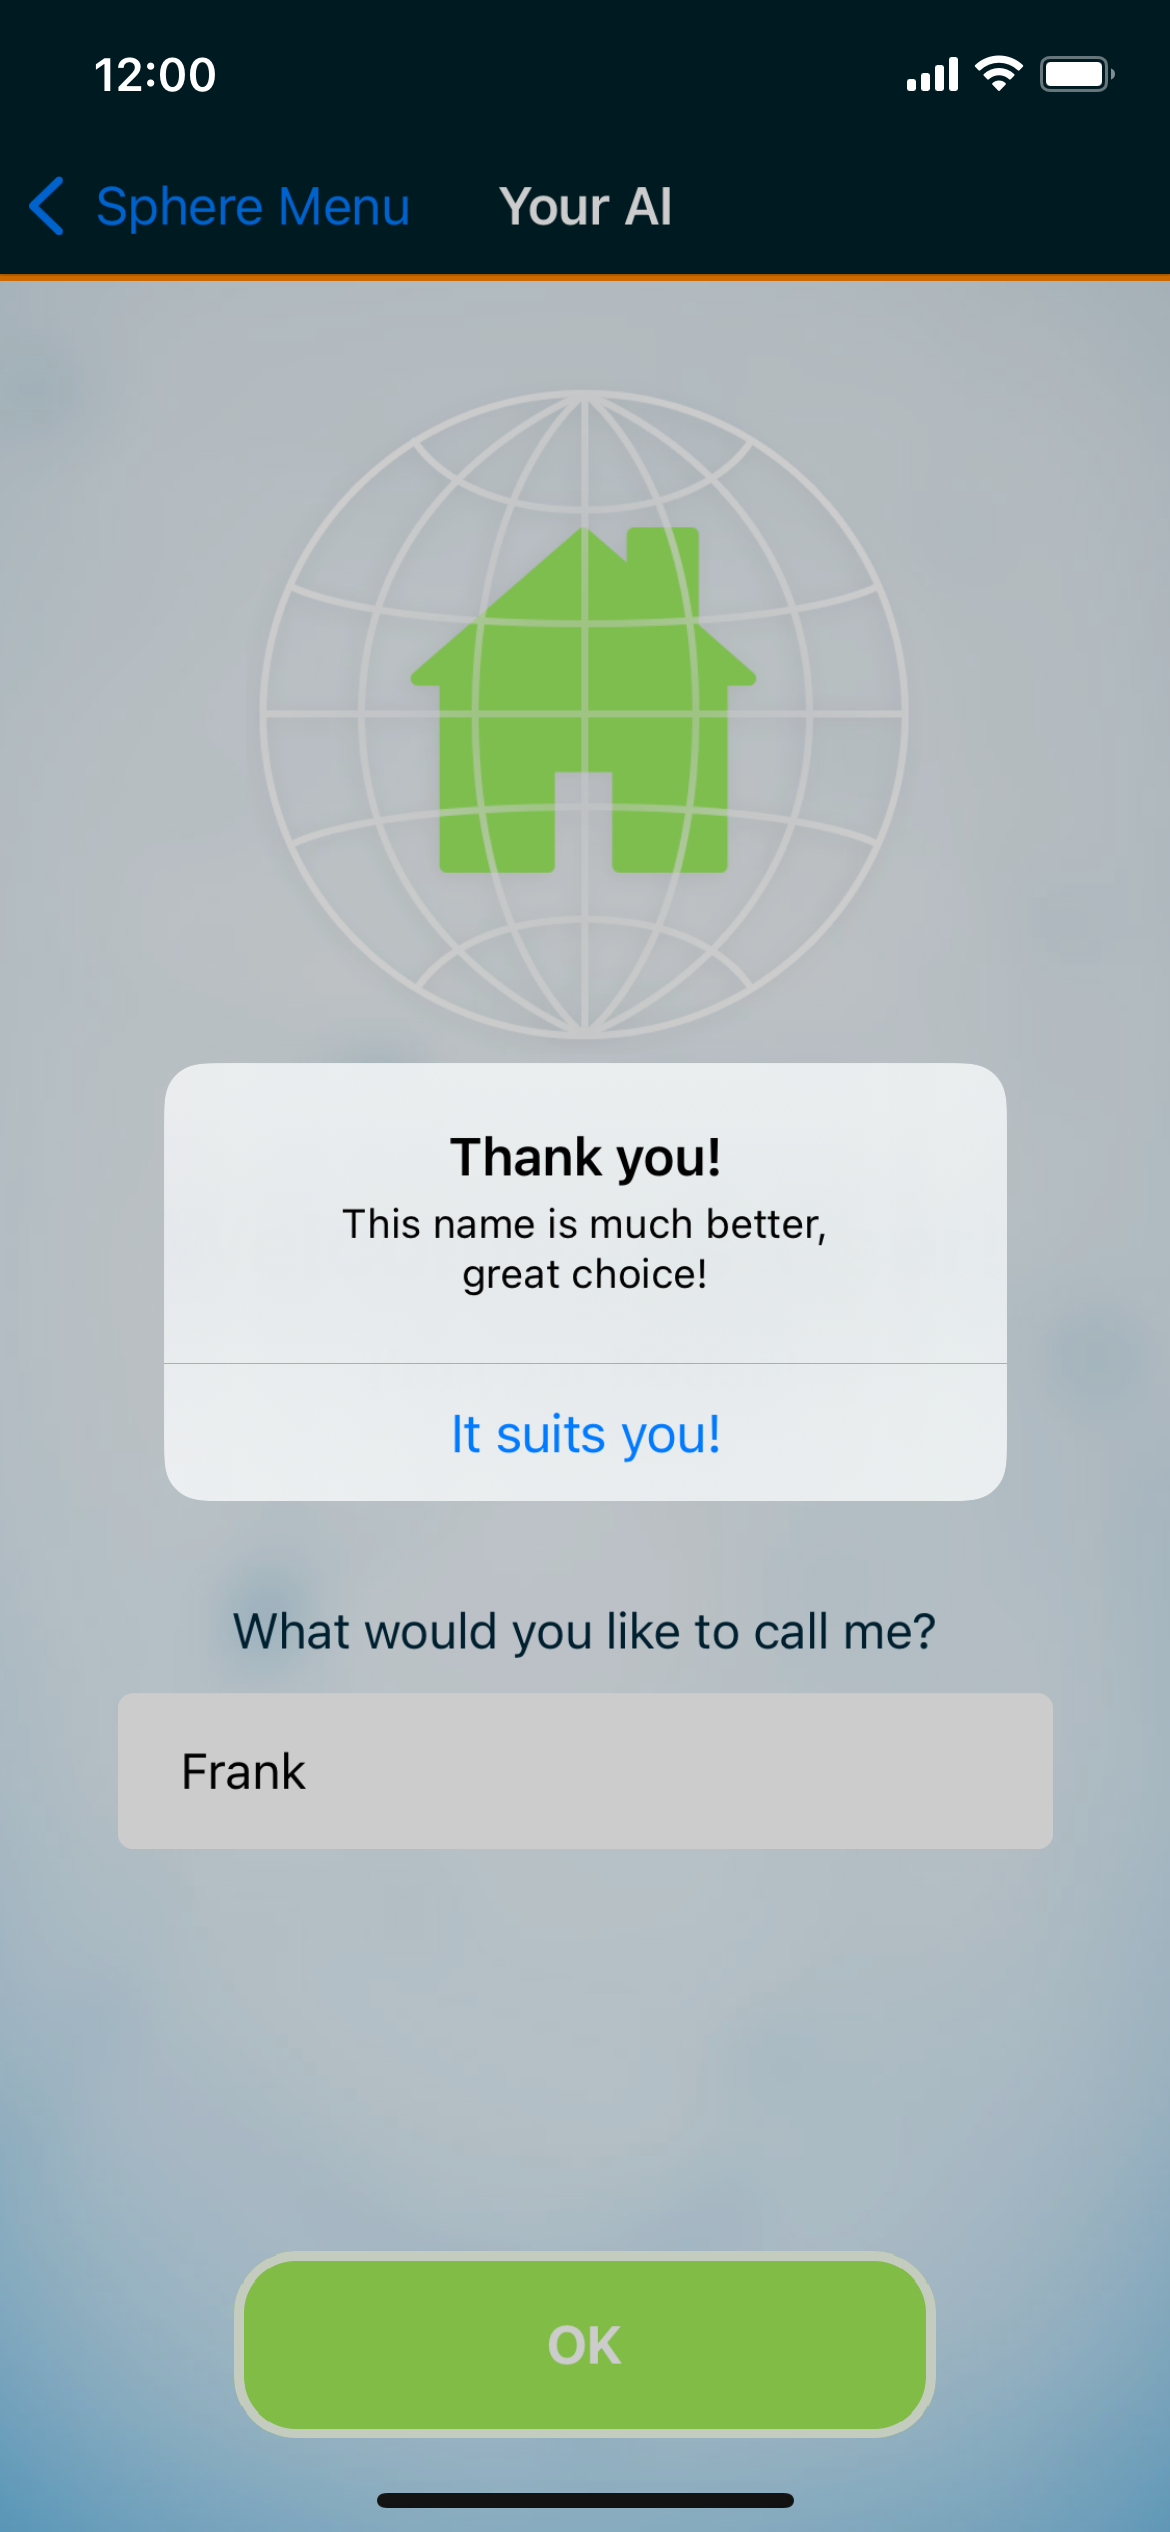 12:00
Sphere Menu
Your AI
Thank you!
This name is much better,
great choice!
It suits you!
What would you like to call me?
Frank
OK